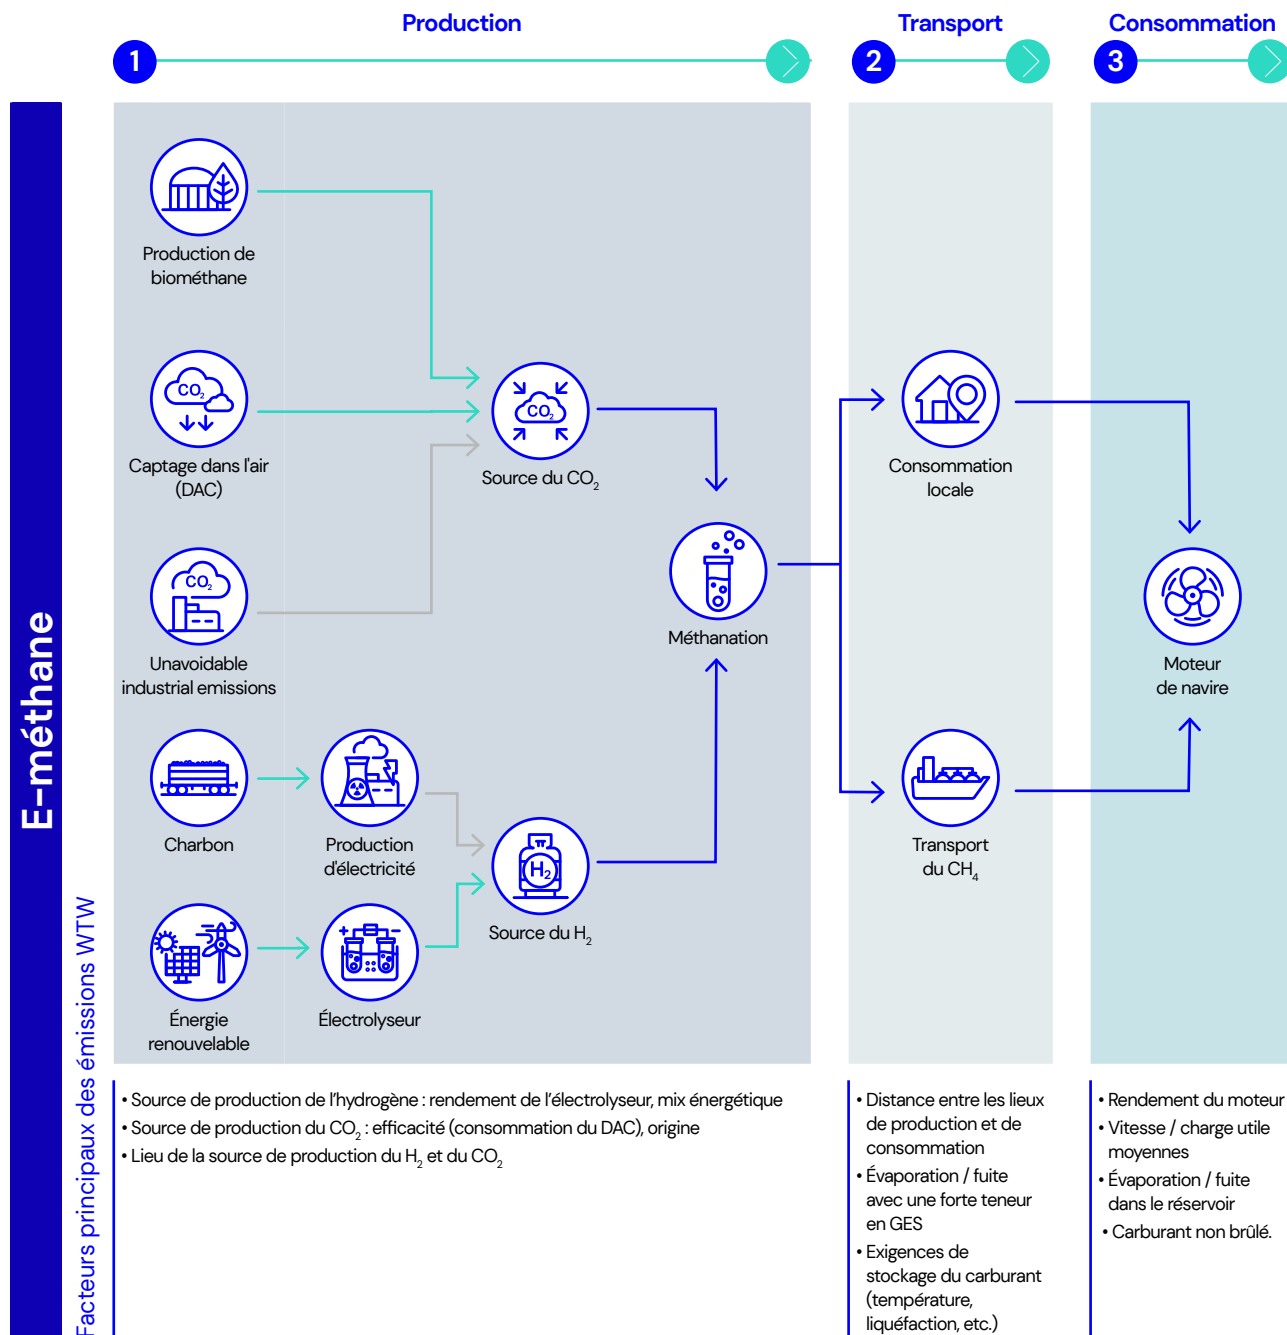 Production
Transport
Consommation
1
2
3
E-méthane
Facteurs principaux des émissions WTW
Production de
biométhane
CO₂
Captage dans l'air
(DAC)
CO₂
Unavoidable
industrial emissions
CO₂
Source du CO₂
Charbon
Production
d'électricité
Énergie
renouvelable
Électrolyseur
H₂
Source du H₂
Méthanation
Consommation
locale
Transport
du CH₄
Moteur
de navire
• Source de production de l'hydrogène : rendement de l'électrolyseur, mix énergétique
• Source de production du CO₂ : efficacité (consommation du DAC), origine
• Lieu de la source de production du H₂ et du CO₂
• Distance entre les lieux
de production et de
consommation
• Évaporation / fuite
avec une forte teneur
en GES
• Exigences de
stockage du carburant
(température,
liquéfaction, etc.)
• Rendement du moteur
• Vitesse / charge utile
moyennes
• Évaporation / fuite
dans le réservoir
• Carburant non brûlé.